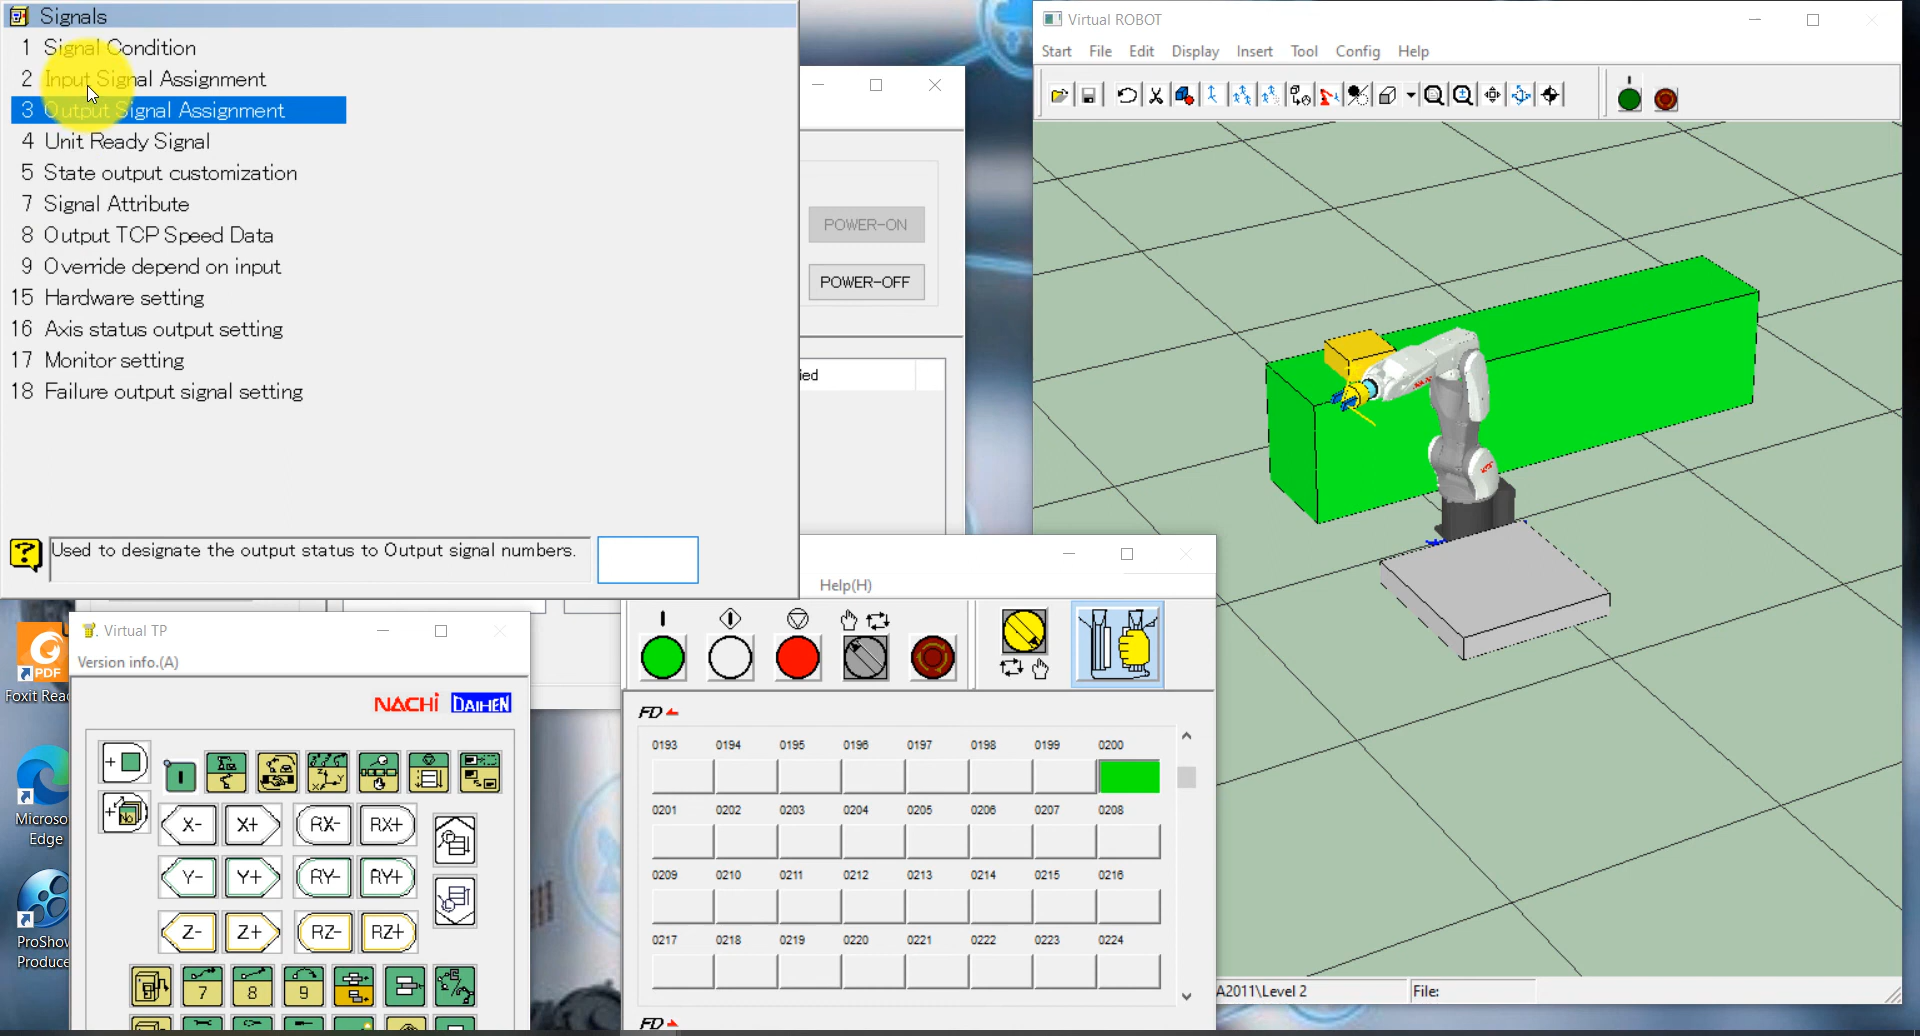 Signals
1 Signal Condition
2 Input Signal Assignment
3 Output Signal Assignment
4 Unit Ready Signal
5 State output customization
7 Signal Attribute
8 Output TCP Speed Data
9 Override depend on input
15 Hardware setting
16 Axis status output setting
17 Monitor setting
18 Failure output signal setting
Used to designate the output status to Output signal numbers.
POWER-ON
POWER-OFF
ied
Virtual ROBOT
Start File Edit Display Insert Tool Config Help
A2011\Level 2
File:
PDF
Foxit Rea
Microso
Edge
ProShow
Produce
Virtual TP
Version info.(A)
NACHI DAIHEN
X- X+ RX- RX+
Y- Y+ RY- RY+
Z- Z+ RZ- RZ+
7 8 9
Help(H)
FD
0193 0194 0195 0196 0197 0198 0199 0200
0201 0202 0203 0204 0205 0206 0207 0208
0209 0210 0211 0212 0213 0214 0215 0216
0217 0218 0219 0220 0221 0222 0223 0224
FD